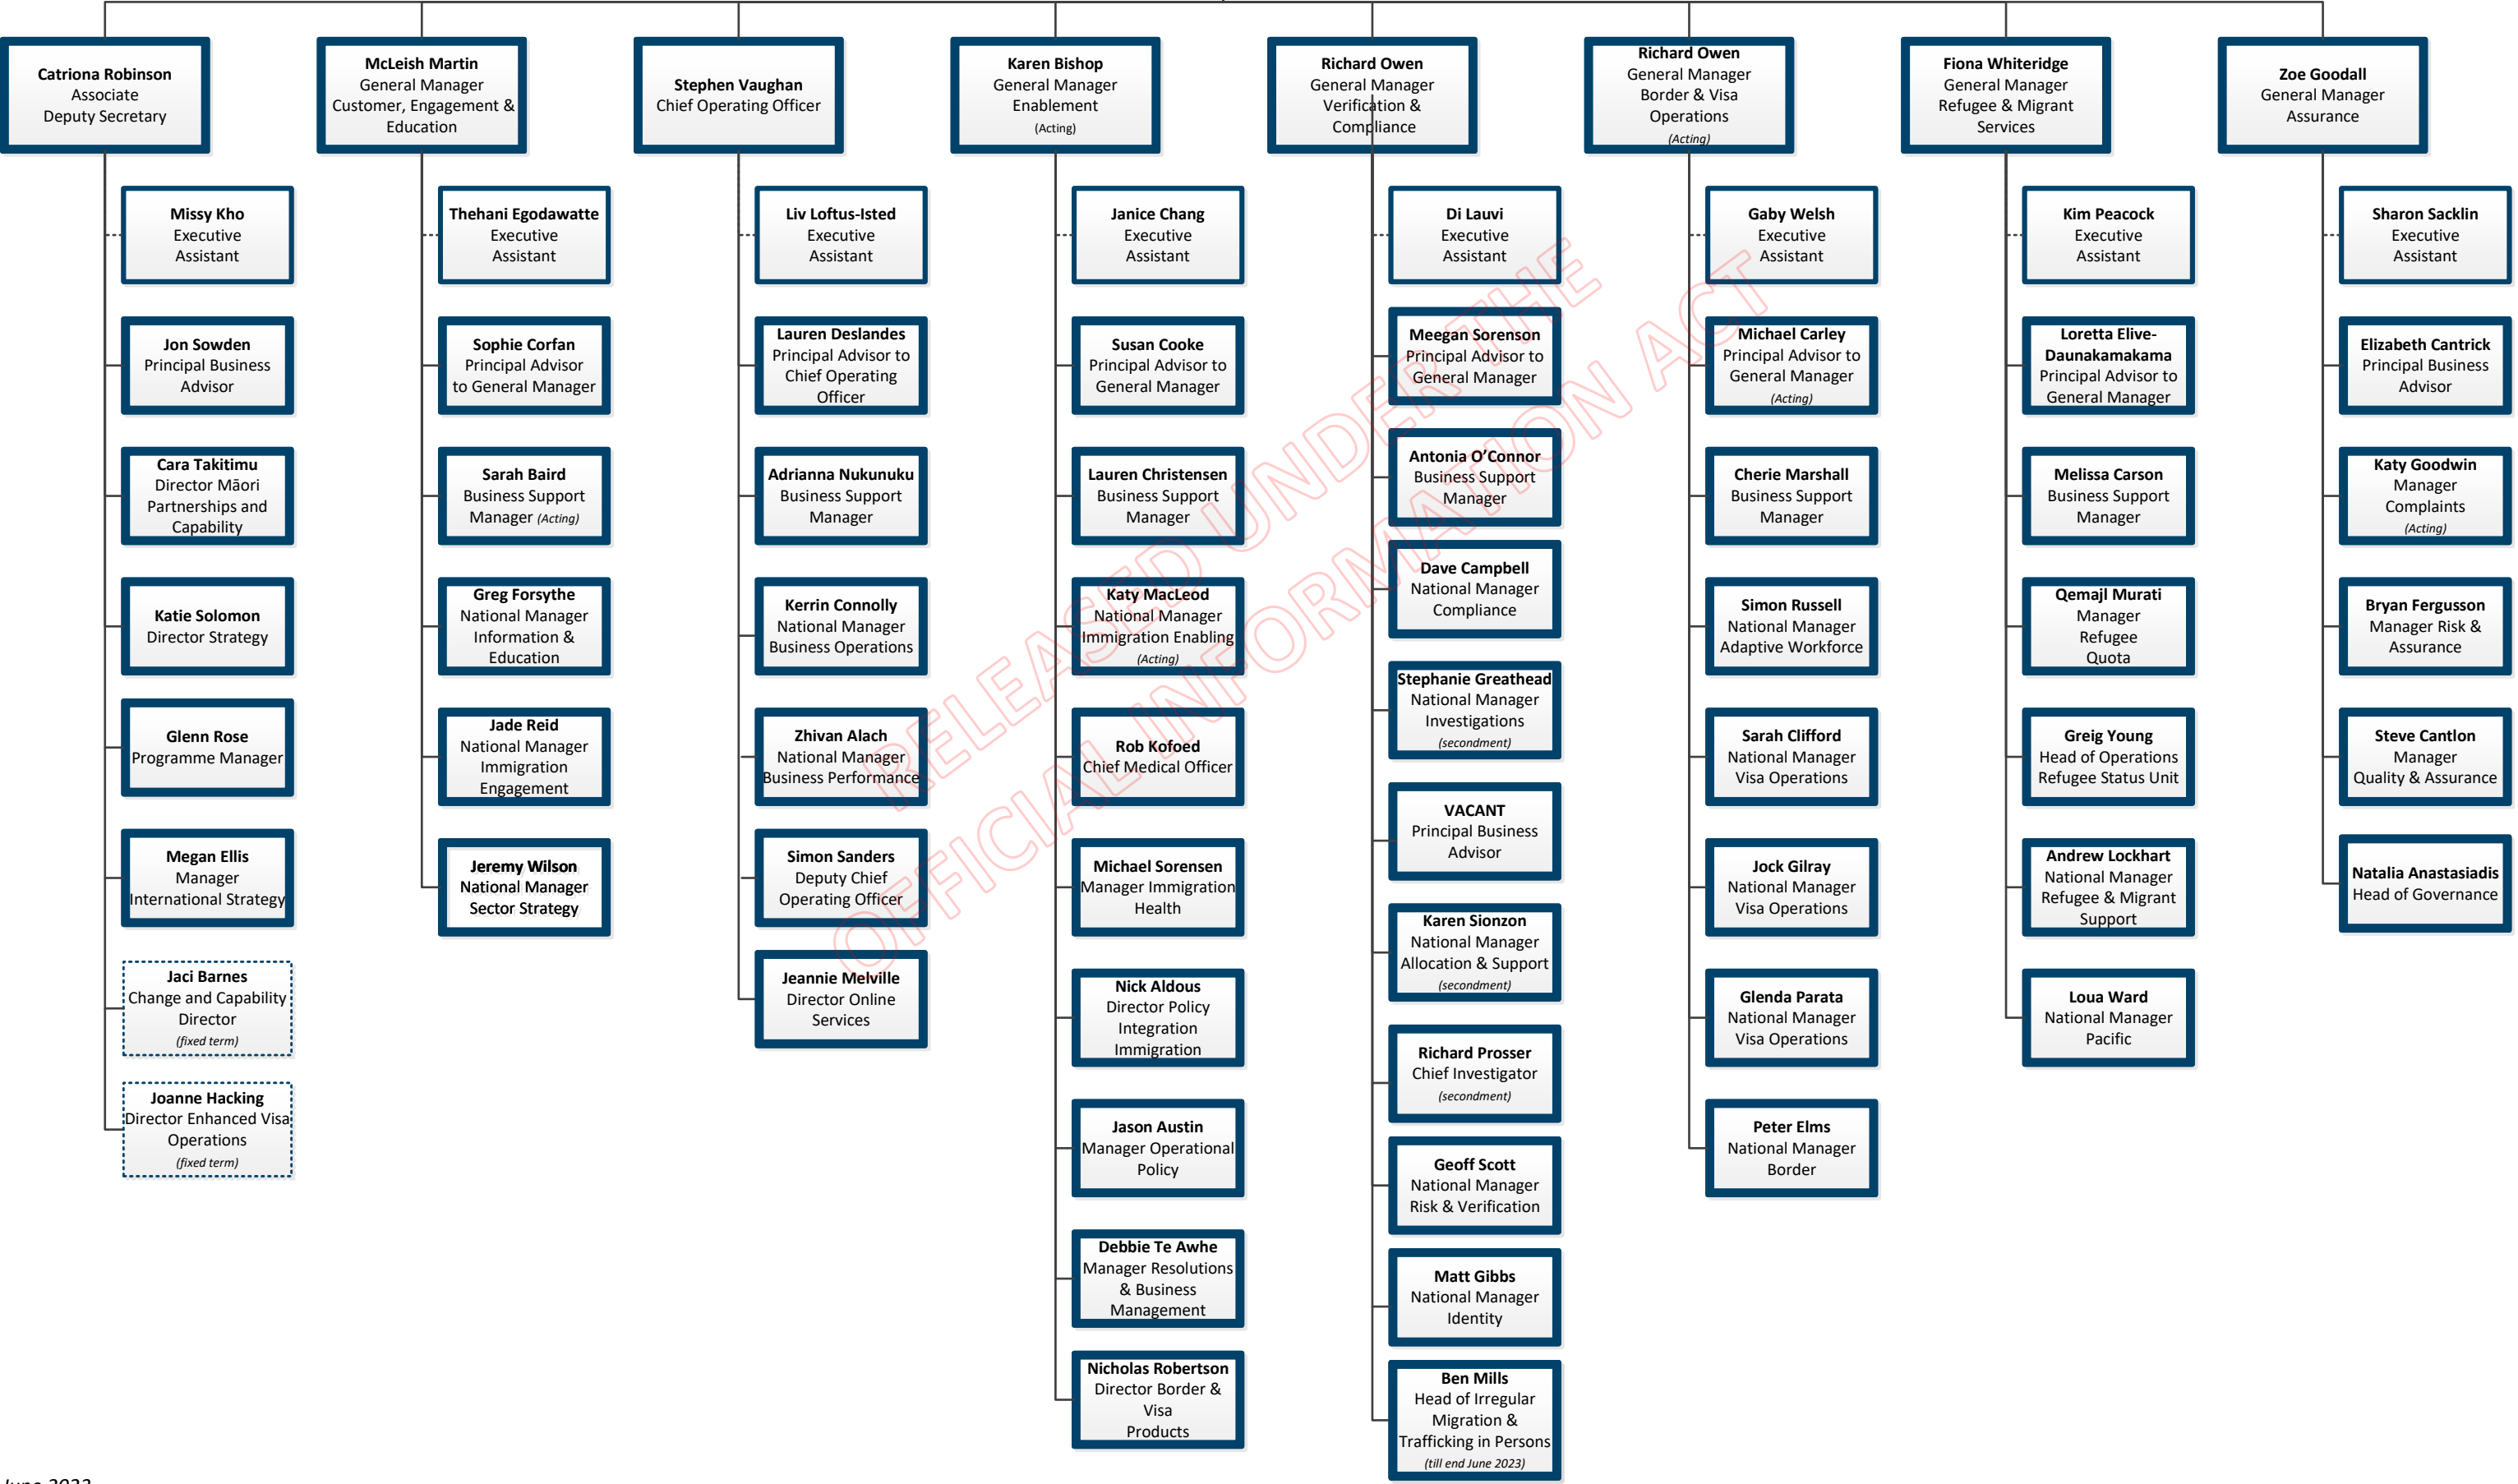 Catriona Robinson
Associate
Deputy Secretary
McLeish Martin
General Manager
Customer, Engagement &
Education
Stephen Vaughan
Chief Operating Officer
Karen Bishop
General Manager
Enablement
(Acting)
Richard Owen
General Manager
Verification &
Compliance
Richard Owen
General Manager
Border & Visa
Operations
(Acting)
Fiona Whiteridge
General Manager
Refugee & Migrant
Services
Zoe Goodall
General Manager
Assurance
Missy Kho
Executive
Assistant
Jon Sowden
Principal Business
Advisor
Cara Takitimu
Director Māori
Partnerships and
Capability
Katie Solomon
Director Strategy
Glenn Rose
Programme Manager
Megan Ellis
Manager
International Strategy
Jaci Barnes
Change and Capability
Director
(fixed term)
Joanne Hacking
Director Enhanced Visa
Operations
(fixed term)
Thehani Egodawatte
Executive
Assistant
Sophie Corfan
Principal Advisor
to General Manager
Sarah Baird
Business Support
Manager (Acting)
Greg Forsythe
National Manager
Information &
Education
Jade Reid
National Manager
Immigration
Engagement
Jeremy Wilson
National Manager
Sector Strategy
Liv Loftus-Isted
Executive
Assistant
Lauren Deslandes
Principal Advisor to
Chief Operating
Officer
Adrianna Nukunuku
Business Support
Manager
Kerrin Connolly
National Manager
Business Operations
Zhivan Alach
National Manager
Business Performance
Simon Sanders
Deputy Chief
Operating Officer
Jeannie Melville
Director Online
Services
Janice Chang
Executive
Assistant
Susan Cooke
Principal Advisor to
General Manager
Lauren Christensen
Business Support
Manager
Katy MacLeod
National Manager
Immigration Enabling
(Acting)
Rob Kofoed
Chief Medical Officer
Michael Sorensen
Manager Immigration
Health
Nick Aldous
Director Policy
Integration
Immigration
Jason Austin
Manager Operational
Policy
Debbie Te Awhe
Manager Resolutions
& Business
Management
Nicholas Robertson
Director Border &
Visa
Products
Di Lauvi
Executive
Assistant
Meegan Sorenson
Principal Advisor to
General Manager
Antonia O’Connor
Business Support
Manager
Dave Campbell
National Manager
Compliance
Stephanie Greathead
National Manager
Investigations
(secondment)
VACANT
Principal Business
Advisor
Karen Sionzon
National Manager
Allocation & Support
(secondment)
Richard Prosser
Chief Investigator
(secondment)
Geoff Scott
National Manager
Risk & Verification
Matt Gibbs
National Manager
Identity
Ben Mills
Head of Irregular
Migration &
Trafficking in Persons
(till end June 2023)
Gaby Welsh
Executive
Assistant
Michael Carley
Principal Advisor to
General Manager
(Acting)
Cherie Marshall
Business Support
Manager
Simon Russell
National Manager
Adaptive Workforce
Sarah Clifford
National Manager
Visa Operations
Jock Gilray
National Manager
Visa Operations
Glenda Parata
National Manager
Visa Operations
Peter Elms
National Manager
Border
Kim Peacock
Executive
Assistant
Loretta Elive-
Daunakamakama
Principal Advisor to
General Manager
Melissa Carson
Business Support
Manager
Qemajl Murati
Manager
Refugee
Quota
Greig Young
Head of Operations
Refugee Status Unit
Andrew Lockhart
National Manager
Refugee & Migrant
Support
Loua Ward
National Manager
Pacific
Sharon Sacklin
Executive
Assistant
Elizabeth Cantrick
Principal Business
Advisor
Katy Goodwin
Manager
Complaints
(Acting)
Bryan Fergusson
Manager Risk &
Assurance
Steve Cantlon
Manager
Quality & Assurance
Natalia Anastasiadis
Head of Governance
RELEASED UNDER THE
OFFICIAL INFORMATION ACT